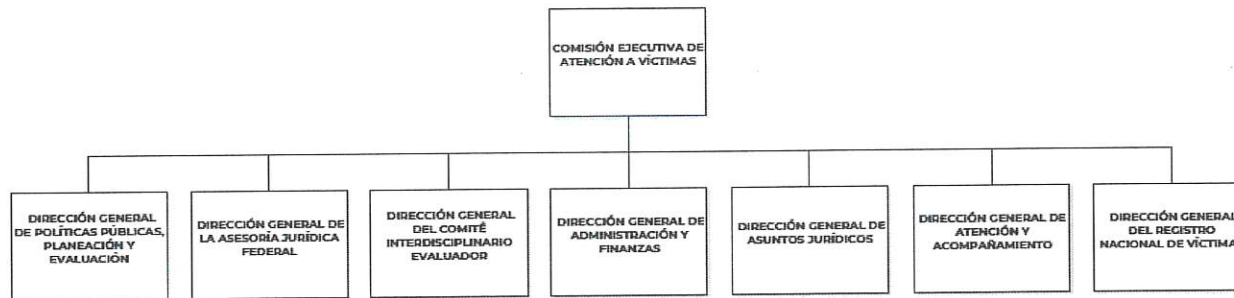 COMISIÓN EJECUTIVA DE
ATENCIÓN A VÍCTIMAS
DIRECCIÓN GENERAL
DE POLÍTICAS PÚBLICAS,
PLANEACIÓN Y
EVALUACIÓN
DIRECCIÓN GENERAL DE
LA ASESORÍA JURÍDICA
FEDERAL
DIRECCIÓN GENERAL
DEL COMITÉ
INTERDISCIPLINARIO
EVALUADOR
DIRECCIÓN GENERAL DE
ADMINISTRACIÓN Y
FINANZAS
DIRECCIÓN GENERAL DE
ASUNTOS JURÍDICOS
DIRECCIÓN GENERAL DE
ATENCIÓN Y
ACOMPAÑAMIENTO
DIRECCIÓN GENERAL
DEL REGISTRO
NACIONAL DE VÍCTIMA